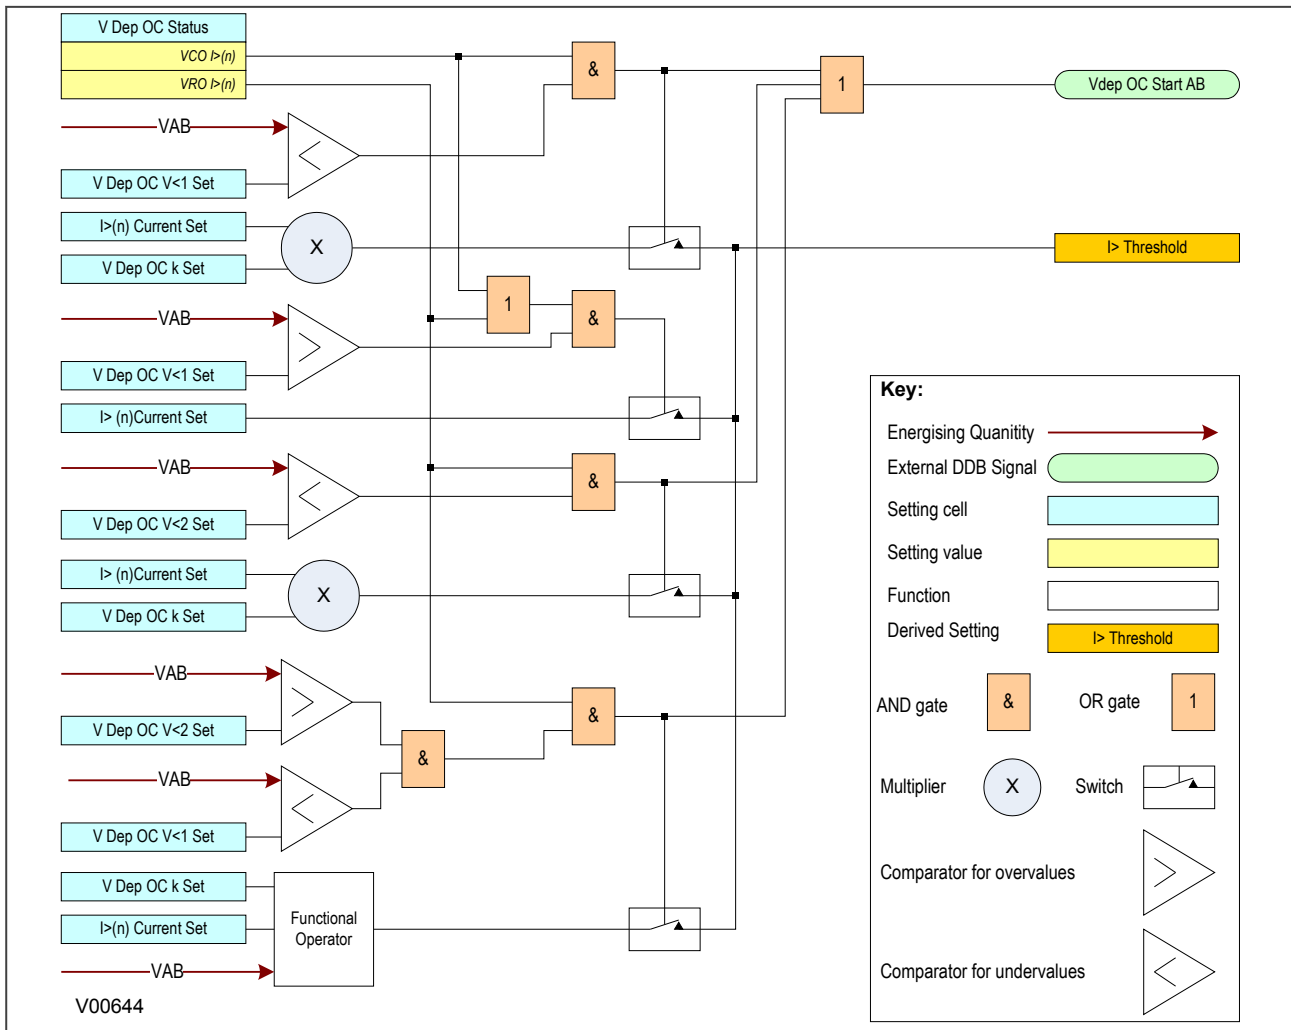 V Dep OC Status
VCO I>(n)
VRO I>(n)
&
1
Vdep OC Start AB
VAB
V Dep OC V<1 Set
I>(n) Current Set
X
V Dep OC k Set
I> Threshold
VAB
1
&
V Dep OC V<1 Set
I> (n)Current Set
VAB
&
V Dep OC V<2 Set
I> (n)Current Set
X
V Dep OC k Set
VAB
&
V Dep OC V<2 Set
&
VAB
V Dep OC V<1 Set
V Dep OC k Set
I>(n) Current Set
Functional
Operator
VAB
V00644
Key:
Energising Quanitity
External DDB Signal
Setting cell
Setting value
Function
Derived Setting
I> Threshold
AND gate
&
OR gate
1
Multiplier
X
Switch
Comparator for overvalues
Comparator for undervalues